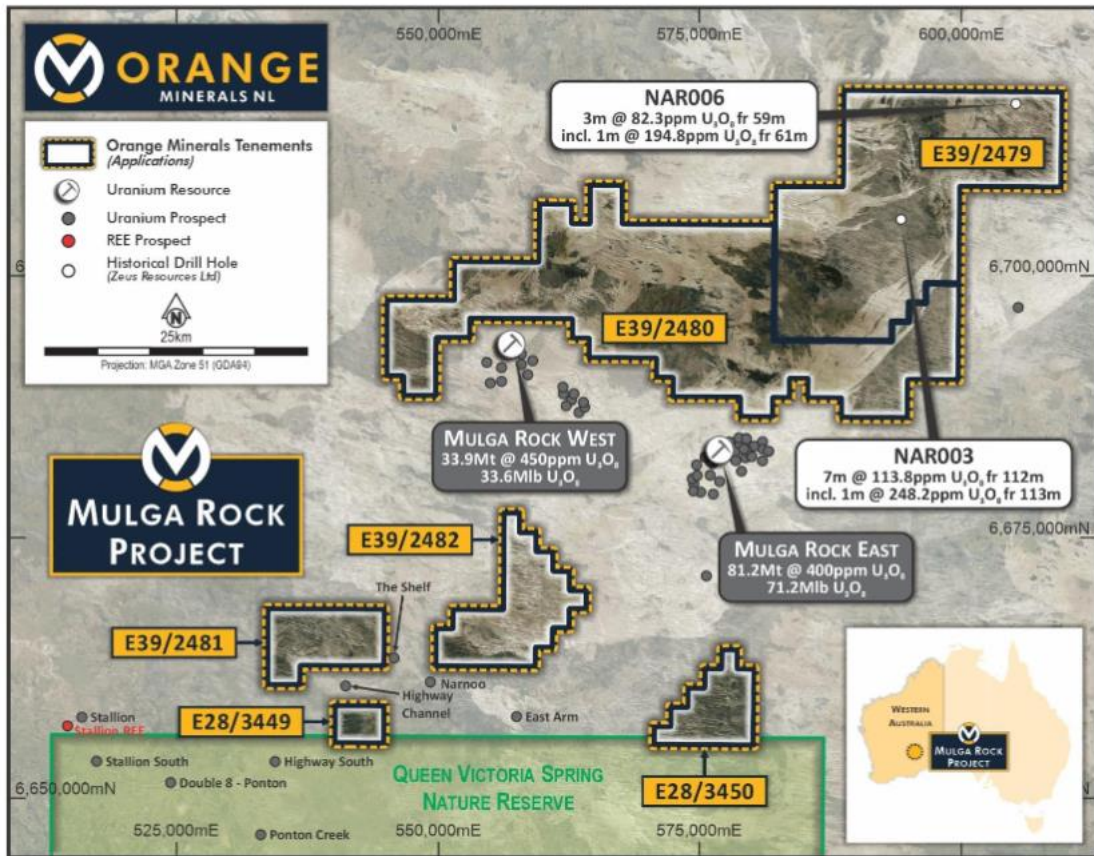 ORANGE
MINERALS NL
Orange Minerals Tenements
(Applications)
Uranium Resource
Uranium Prospect
REE Prospect
Historical Drill Hole
(Zeus Resources Ltd)
N
25km
Projection: MGA Zone 51 (GDA94)
550,000mE
575,000mE
600,000mE
NAR006
3m @ 82.3ppm U₃O₈ fr 59m
incl. 1m @ 194.8ppm U₃O₈ fr 61m
E39/2479
6,700,000mN
E39/2480
MULGA ROCK WEST
33.9Mt @ 450ppm U₃O₈
33.6Mlb U₃O₈
NAR003
7m @ 113.8ppm U₃O₈ fr 112m
incl. 1m @ 248.2ppm U₃O₈ fr 113m
MULGA ROCK
PROJECT
6,675,000mN
E39/2482
MULGA ROCK EAST
81.2Mt @ 400ppm U₃O₈
71.2Mlb U₃O₈
The Shelf
E39/2481
Highway
Channel
Narnoo
E28/3449
Stallion
Stallion REE
East Arm
Stallion South
Highway South
Double 8 - Ponton
QUEEN VICTORIA SPRING
NATURE RESERVE
E28/3450
6,650,000mN
525,000mE
550,000mE
575,000mE
Ponton Creek
WESTERN
AUSTRALIA
MULGA ROCK
PROJECT